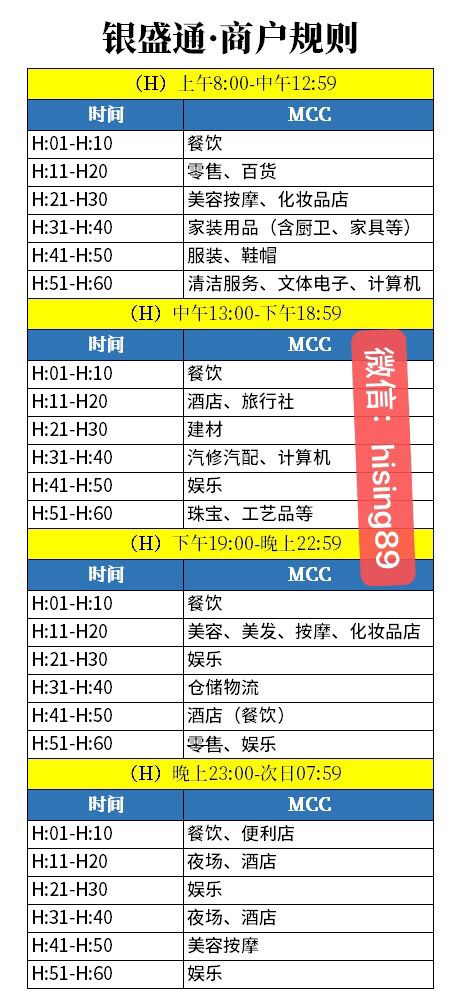 银盛通·商户规则
（H）上午8:00-中午12:59
时间 MCC
H:01-H:10 餐饮
H:11-H20 零售、百货
H:21-H30 美容按摩、化妆品店
H:31-H:40 家装用品（含厨卫、家具等）
H:41-H:50 服装、鞋帽
H:51-H:60 清洁服务、文体电子、计算机
（H）中午13:00-下午18:59
时间 MCC
H:01-H:10 餐饮
H:11-H20 酒店、旅行社
H:21-H30 建材
H:31-H:40 汽修汽配、计算机
H:41-H:50 娱乐
H:51-H:60 珠宝、工艺品等
微信：hising89
（H）下午19:00-晚上22:59
时间 MCC
H:01-H:10 餐饮
H:11-H20 美容、美发、按摩、化妆品店
H:21-H30 娱乐
H:31-H:40 仓储物流
H:41-H:50 酒店（餐饮）
H:51-H:60 零售、娱乐
（H）晚上23:00-次日07:59
时间 MCC
H:01-H:10 餐饮、便利店
H:11-H20 夜场、酒店
H:21-H30 娱乐
H:31-H:40 夜场、酒店
H:41-H:50 美容按摩
H:51-H:60 娱乐